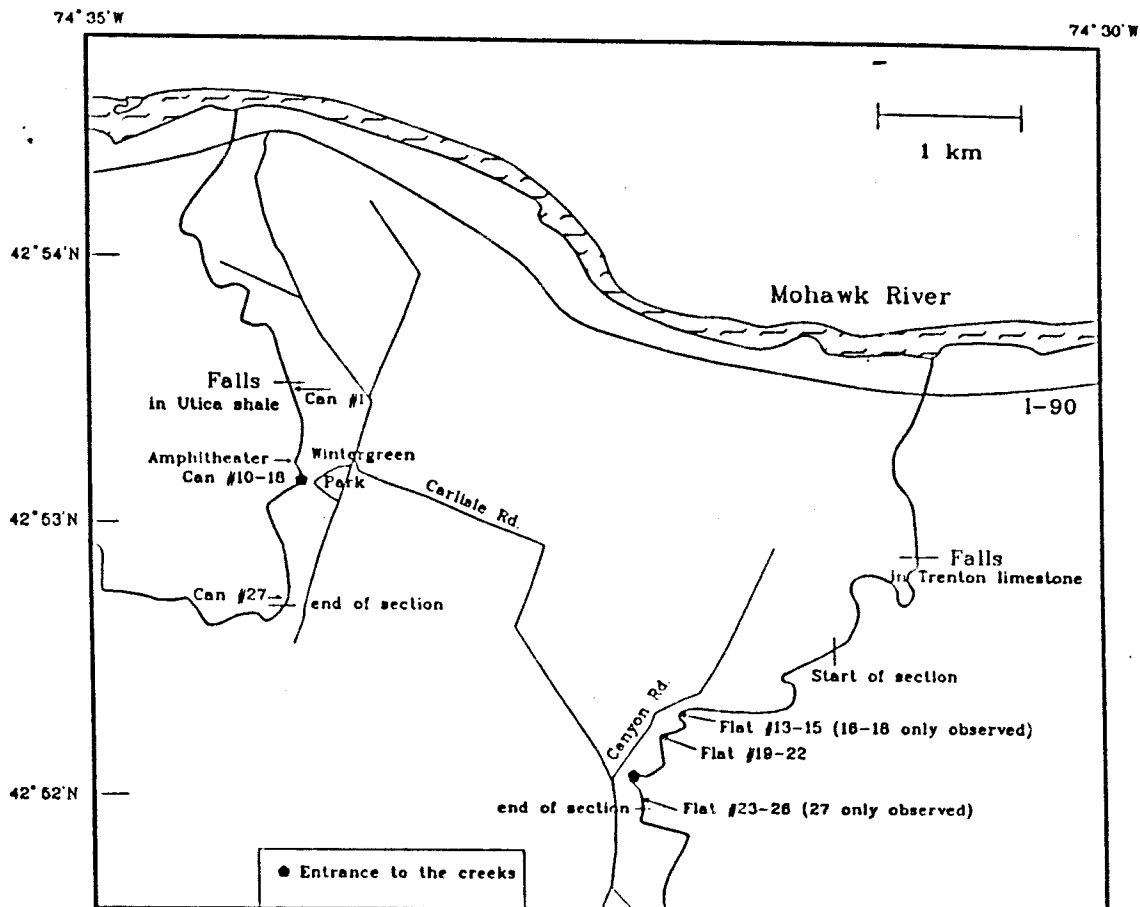 74°35'W
74°30'W
1 km
42°54'N
Mohawk River
Falls
in Utica shale
Can #1
I-90
Amphitheater
Can #10-18
Wintergreen
Park
Carlisle Rd.
42°53'N
Falls
in Trenton limestone
Can #27
end of section
Start of section
Canyon Rd.
Flat #13-15 (16-18 only observed)
Flat #19-22
42°52'N
end of section
Flat #23-26 (27 only observed)
Entrance to the creeks